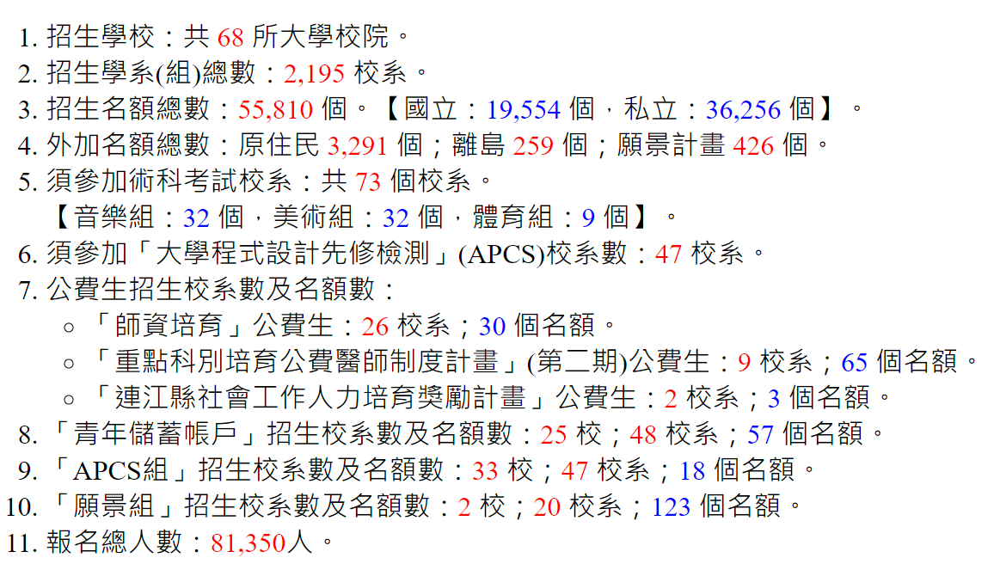 1. 招生學校：共 68 所大學校院。
2. 招生學系(組)總數：2,195 校系。
3. 招生名額總數：55,810 個。【國立：19,554 個，私立：36,256 個】。
4. 外加名額總數：原住民 3,291 個；離島 259 個；願景計畫 426 個。
5. 須參加術科考試校系：共 73 個校系。
【音樂組：32 個，美術組：32 個，體育組：9 個】。
6. 須參加「大學程式設計先修檢測」(APCS)校系數：47 校系。
7. 公費生招生校系數及名額數：
○ 「師資培育」公費生：26 校系；30 個名額。
○ 「重點科別培育公費醫師制度計畫」(第二期)公費生：9 校系；65 個名額。
○ 「連江縣社會工作人力培育獎勵計畫」公費生：2 校系；3 個名額。
8. 「青年儲蓄帳戶」招生校系數及名額數：25 校；48 校系；57 個名額。
9. 「APCS組」招生校系數及名額數：33 校；47 校系；18 個名額。
10. 「願景組」招生校系數及名額數：2 校；20 校系；123 個名額。
11. 報名總人數：81,350人。